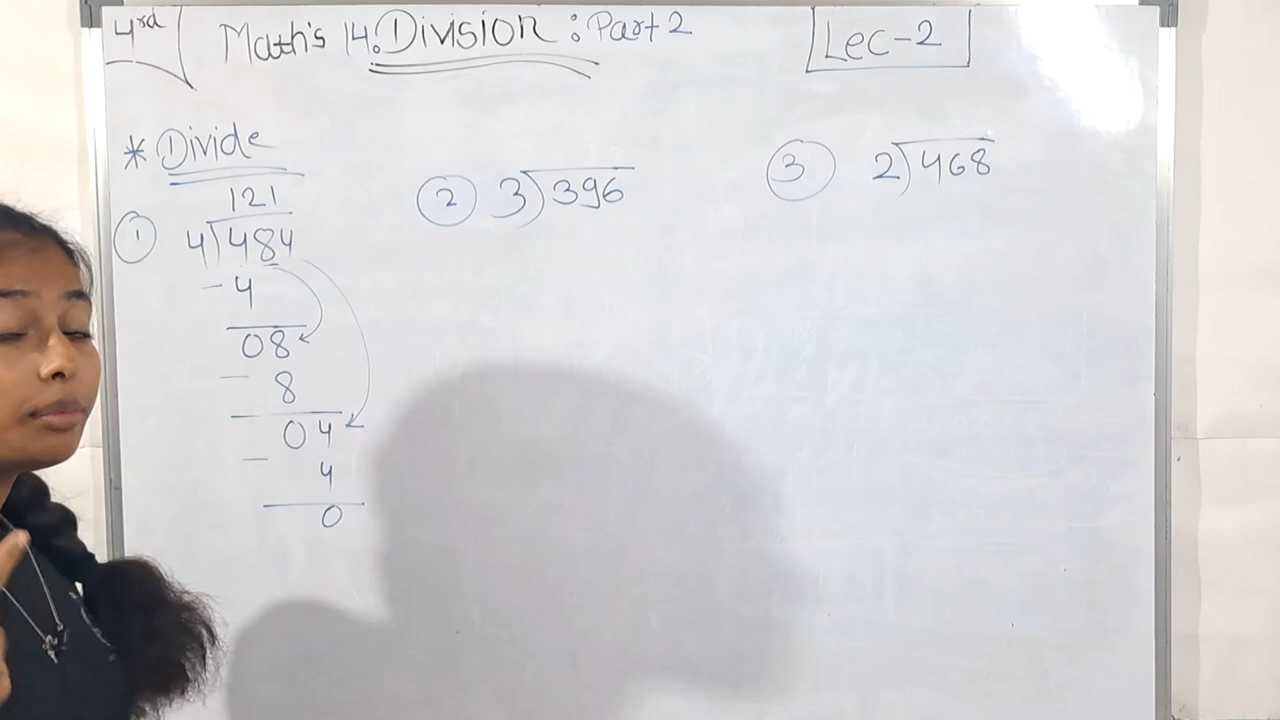 4rd
Math's 14. Division : Part 2
Lec-2
* Divide
① 4)484
121
- 4
08
- 8
04
- 4
0
② 3)396
③ 2)468